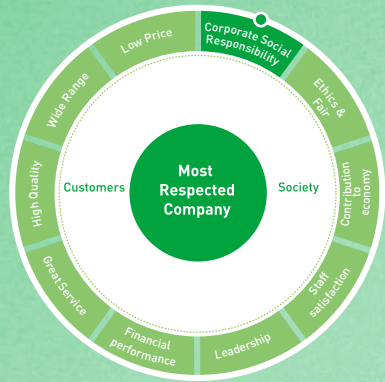 Corporate Social
Responsibility
Ethics &
Fair
Contribution
to
economy
Staff
satisfaction
Leadership
Financial
performance
Great Service
High Quality
Wide Range
Low Price
Customers
Most
Respected
Company
Society